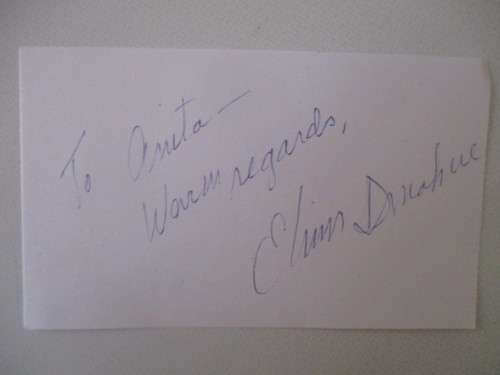 To Anita —
Warm regards,
Elinor Donahue